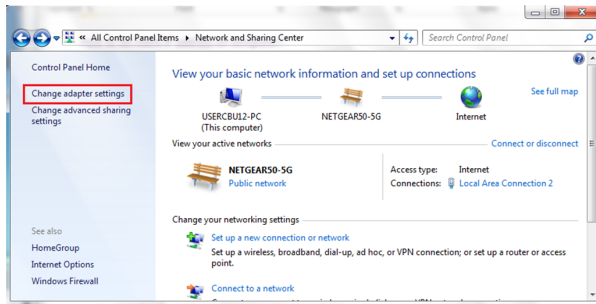 « All Control Panel Items ▸ Network and Sharing Center
Search Control Panel
Control Panel Home
Change adapter settings
Change advanced sharing
settings
See also
HomeGroup
Internet Options
Windows Firewall
View your basic network information and set up connections
See full map
USERCBU12-PC
(This computer)
NETGEAR50-5G
Internet
View your active networks
Connect or disconnect
NETGEAR50-5G
Public network
Access type: Internet
Connections: Local Area Connection 2
Change your networking settings
Set up a new connection or network
Set up a wireless, broadband, dial-up, ad hoc, or VPN connection; or set up a router or access
point.
Connect to a network